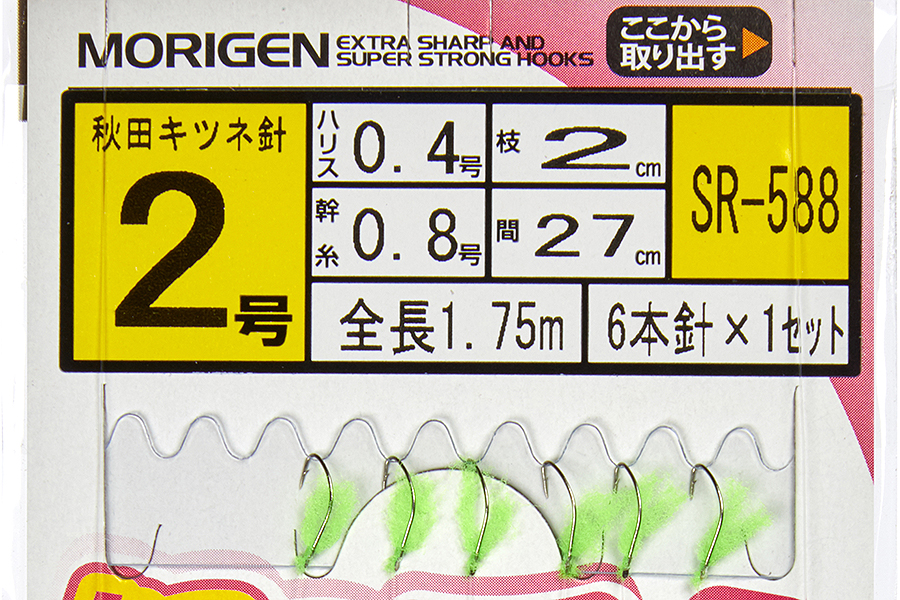 MORIGEN
EXTRA SHARP AND
SUPER STRONG HOOKS
ここから
取り出す
秋田キツネ針
2号
ハリス 0.4号
枝 2cm
SR-588
幹糸 0.8号
間 27cm
全長1.75m
6本針×1セット